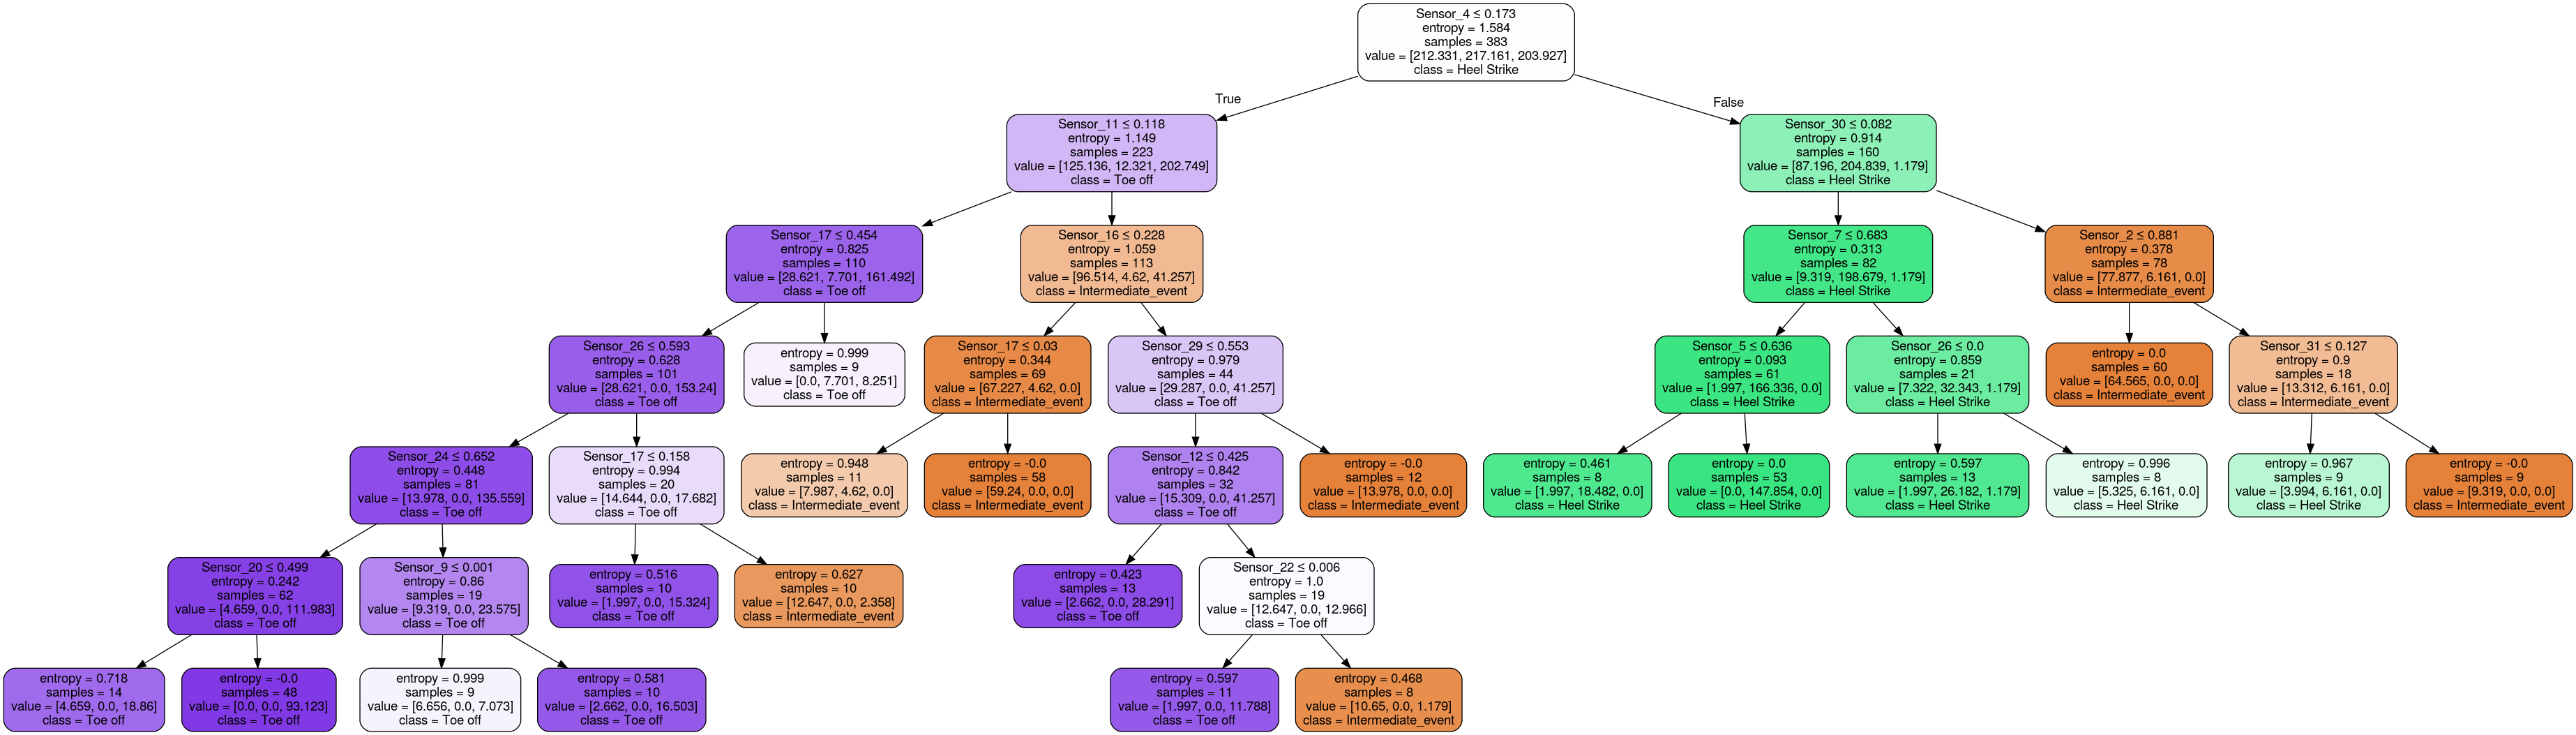 Sensor_4 ≤ 0.173
entropy = 1.584
samples = 383
value = [212.331, 217.161, 203.927]
class = Heel Strike
True
False
Sensor_11 ≤ 0.118
entropy = 1.149
samples = 223
value = [125.136, 12.321, 202.749]
class = Toe off
Sensor_30 ≤ 0.082
entropy = 0.914
samples = 160
value = [87.196, 204.839, 1.179]
class = Heel Strike
Sensor_17 ≤ 0.454
entropy = 0.825
samples = 110
value = [28.621, 7.701, 161.492]
class = Toe off
Sensor_16 ≤ 0.228
entropy = 1.059
samples = 113
value = [96.514, 4.62, 41.257]
class = Intermediate_event
Sensor_7 ≤ 0.683
entropy = 0.313
samples = 82
value = [9.319, 198.679, 1.179]
class = Heel Strike
Sensor_2 ≤ 0.881
entropy = 0.378
samples = 78
value = [77.877, 6.161, 0.0]
class = Intermediate_event
Sensor_26 ≤ 0.593
entropy = 0.628
samples = 101
value = [28.621, 0.0, 153.24]
class = Toe off
entropy = 0.999
samples = 9
value = [0.0, 7.701, 8.251]
class = Toe off
Sensor_17 ≤ 0.03
entropy = 0.344
samples = 69
value = [67.227, 4.62, 0.0]
class = Intermediate_event
Sensor_29 ≤ 0.553
entropy = 0.979
samples = 44
value = [29.287, 0.0, 41.257]
class = Toe off
Sensor_5 ≤ 0.636
entropy = 0.093
samples = 61
value = [1.997, 166.336, 0.0]
class = Heel Strike
Sensor_26 ≤ 0.0
entropy = 0.859
samples = 21
value = [7.322, 32.343, 1.179]
class = Heel Strike
entropy = 0.0
samples = 60
value = [64.565, 0.0, 0.0]
class = Intermediate_event
Sensor_31 ≤ 0.127
entropy = 0.9
samples = 18
value = [13.312, 6.161, 0.0]
class = Intermediate_event
Sensor_24 ≤ 0.652
entropy = 0.448
samples = 81
value = [13.978, 0.0, 135.559]
class = Toe off
Sensor_17 ≤ 0.158
entropy = 0.994
samples = 20
value = [14.644, 0.0, 17.682]
class = Toe off
entropy = 0.948
samples = 11
value = [7.987, 4.62, 0.0]
class = Intermediate_event
entropy = -0.0
samples = 58
value = [59.24, 0.0, 0.0]
class = Intermediate_event
Sensor_12 ≤ 0.425
entropy = 0.842
samples = 32
value = [15.309, 0.0, 41.257]
class = Toe off
entropy = -0.0
samples = 12
value = [13.978, 0.0, 0.0]
class = Intermediate_event
entropy = 0.461
samples = 8
value = [1.997, 18.482, 0.0]
class = Heel Strike
entropy = 0.0
samples = 53
value = [0.0, 147.854, 0.0]
class = Heel Strike
entropy = 0.597
samples = 13
value = [1.997, 26.182, 1.179]
class = Heel Strike
entropy = 0.996
samples = 8
value = [5.325, 6.161, 0.0]
class = Heel Strike
entropy = 0.967
samples = 9
value = [3.994, 6.161, 0.0]
class = Heel Strike
entropy = -0.0
samples = 9
value = [9.319, 0.0, 0.0]
class = Intermediate_event
Sensor_20 ≤ 0.499
entropy = 0.242
samples = 62
value = [4.659, 0.0, 111.983]
class = Toe off
Sensor_9 ≤ 0.001
entropy = 0.86
samples = 19
value = [9.319, 0.0, 23.575]
class = Toe off
entropy = 0.516
samples = 10
value = [1.997, 0.0, 15.324]
class = Toe off
entropy = 0.627
samples = 10
value = [12.647, 0.0, 2.358]
class = Intermediate_event
entropy = 0.423
samples = 13
value = [2.662, 0.0, 28.291]
class = Toe off
Sensor_22 ≤ 0.006
entropy = 1.0
samples = 19
value = [12.647, 0.0, 12.966]
class = Toe off
entropy = 0.718
samples = 14
value = [4.659, 0.0, 18.86]
class = Toe off
entropy = -0.0
samples = 48
value = [0.0, 0.0, 93.123]
class = Toe off
entropy = 0.999
samples = 9
value = [6.656, 0.0, 7.073]
class = Toe off
entropy = 0.581
samples = 10
value = [2.662, 0.0, 16.503]
class = Toe off
entropy = 0.597
samples = 11
value = [1.997, 0.0, 11.788]
class = Toe off
entropy = 0.468
samples = 8
value = [10.65, 0.0, 1.179]
class = Intermediate_event